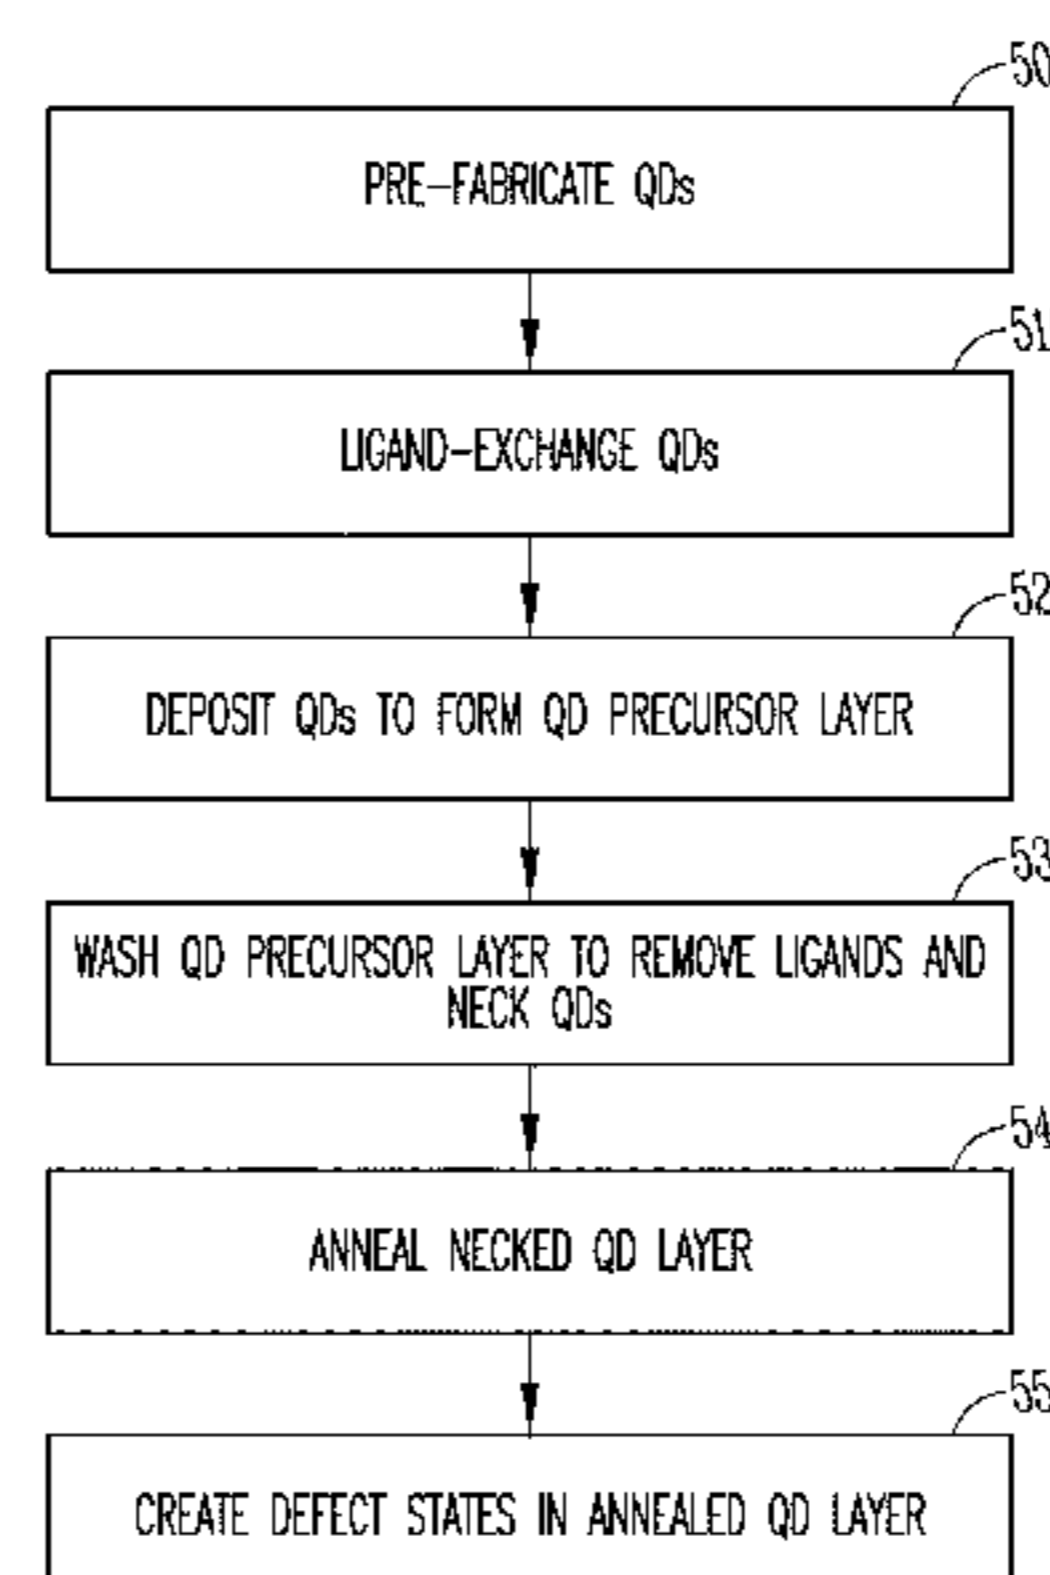 50
PRE-FABRICATE QDs
51
LIGAND-EXCHANGE QDs
52
DEPOSIT QDs TO FORM QD PRECURSOR LAYER
53
WASH QD PRECURSOR LAYER TO REMOVE LIGANDS AND
NECK QDs
54
ANNEAL NECKED QD LAYER
55
CREATE DEFECT STATES IN ANNEALED QD LAYER